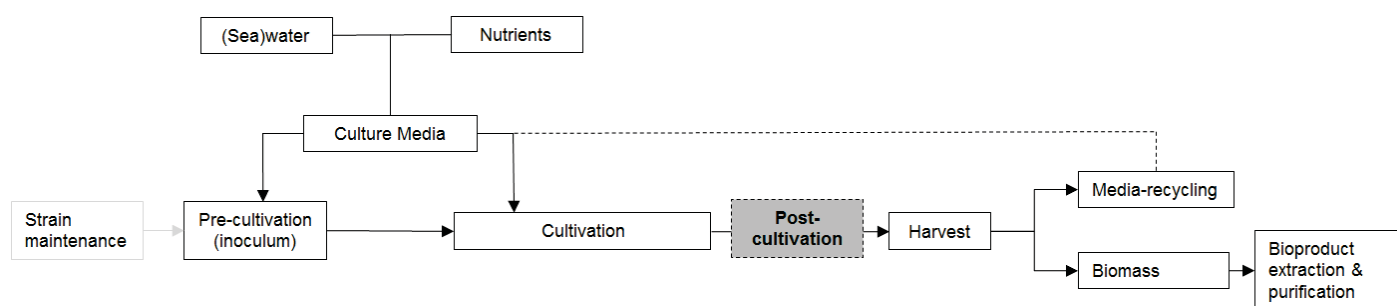 (Sea)water
Nutrients
Culture Media
Strain
maintenance
Pre-cultivation
(inoculum)
Cultivation
Post-
cultivation
Harvest
Media-recycling
Biomass
Bioproduct
extraction &
purification